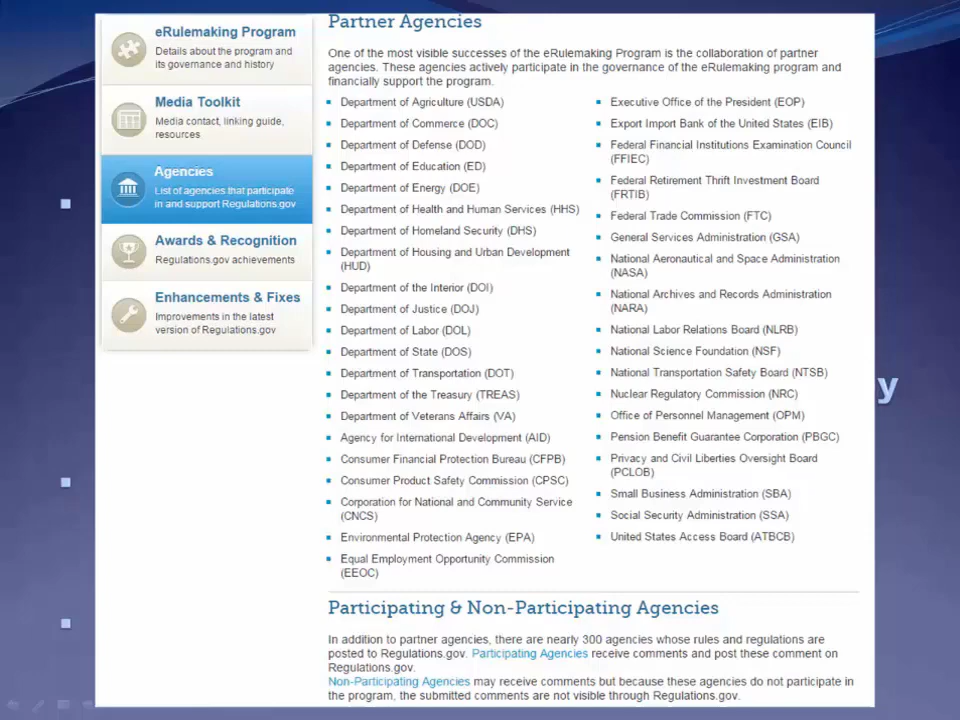 eRulemaking Program
Details about the program and
its governance and history
Media Toolkit
Media contact, linking guide,
resources
Agencies
List of agencies that participate
in and support Regulations.gov
Awards & Recognition
Regulations.gov achievements
Enhancements & Fixes
Improvements in the latest
version of Regulations.gov
Partner Agencies
One of the most visible successes of the eRulemaking Program is the collaboration of partner
agencies. These agencies actively participate in the governance of the eRulemaking program and
financially support the program.
Department of Agriculture (USDA)
Department of Commerce (DOC)
Department of Defense (DOD)
Department of Education (ED)
Department of Energy (DOE)
Department of Health and Human Services (HHS)
Department of Homeland Security (DHS)
Department of Housing and Urban Development
(HUD)
Department of the Interior (DOI)
Department of Justice (DOJ)
Department of Labor (DOL)
Department of State (DOS)
Department of Transportation (DOT)
Department of the Treasury (TREAS)
Department of Veterans Affairs (VA)
Agency for International Development (AID)
Consumer Financial Protection Bureau (CFPB)
Consumer Product Safety Commission (CPSC)
Corporation for National and Community Service
(CNCS)
Environmental Protection Agency (EPA)
Equal Employment Opportunity Commission
(EEOC)
Executive Office of the President (EOP)
Export Import Bank of the United States (EIB)
Federal Financial Institutions Examination Council
(FFIEC)
Federal Retirement Thrift Investment Board
(FRTIB)
Federal Trade Commission (FTC)
General Services Administration (GSA)
National Aeronautical and Space Administration
(NASA)
National Archives and Records Administration
(NARA)
National Labor Relations Board (NLRB)
National Science Foundation (NSF)
National Transportation Safety Board (NTSB)
Nuclear Regulatory Commission (NRC)
Office of Personnel Management (OPM)
Pension Benefit Guarantee Corporation (PBGC)
Privacy and Civil Liberties Oversight Board
(PCLOB)
Small Business Administration (SBA)
Social Security Administration (SSA)
United States Access Board (ATBCB)
y
Participating & Non-Participating Agencies
In addition to partner agencies, there are nearly 300 agencies whose rules and regulations are
posted to Regulations.gov. Participating Agencies receive comments and post these comment on
Regulations.gov.
Non-Participating Agencies may receive comments but because these agencies do not participate in
the program, the submitted comments are not visible through Regulations.gov.